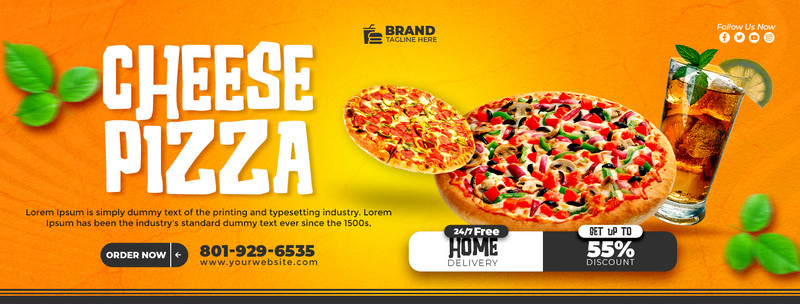 BRAND
TAGLINE HERE
Follow Us Now
CHEESE
PIZZA
Lorem Ipsum is simply dummy text of the printing and typesetting industry. Lorem
Ipsum has been the industry's standard dummy text ever since the 1500s,
ORDER NOW
801-929-6535
www.yourwebsite.com
24/7 Free
HOME
DELIVERY
GET UP TO
55%
DISCOUNT